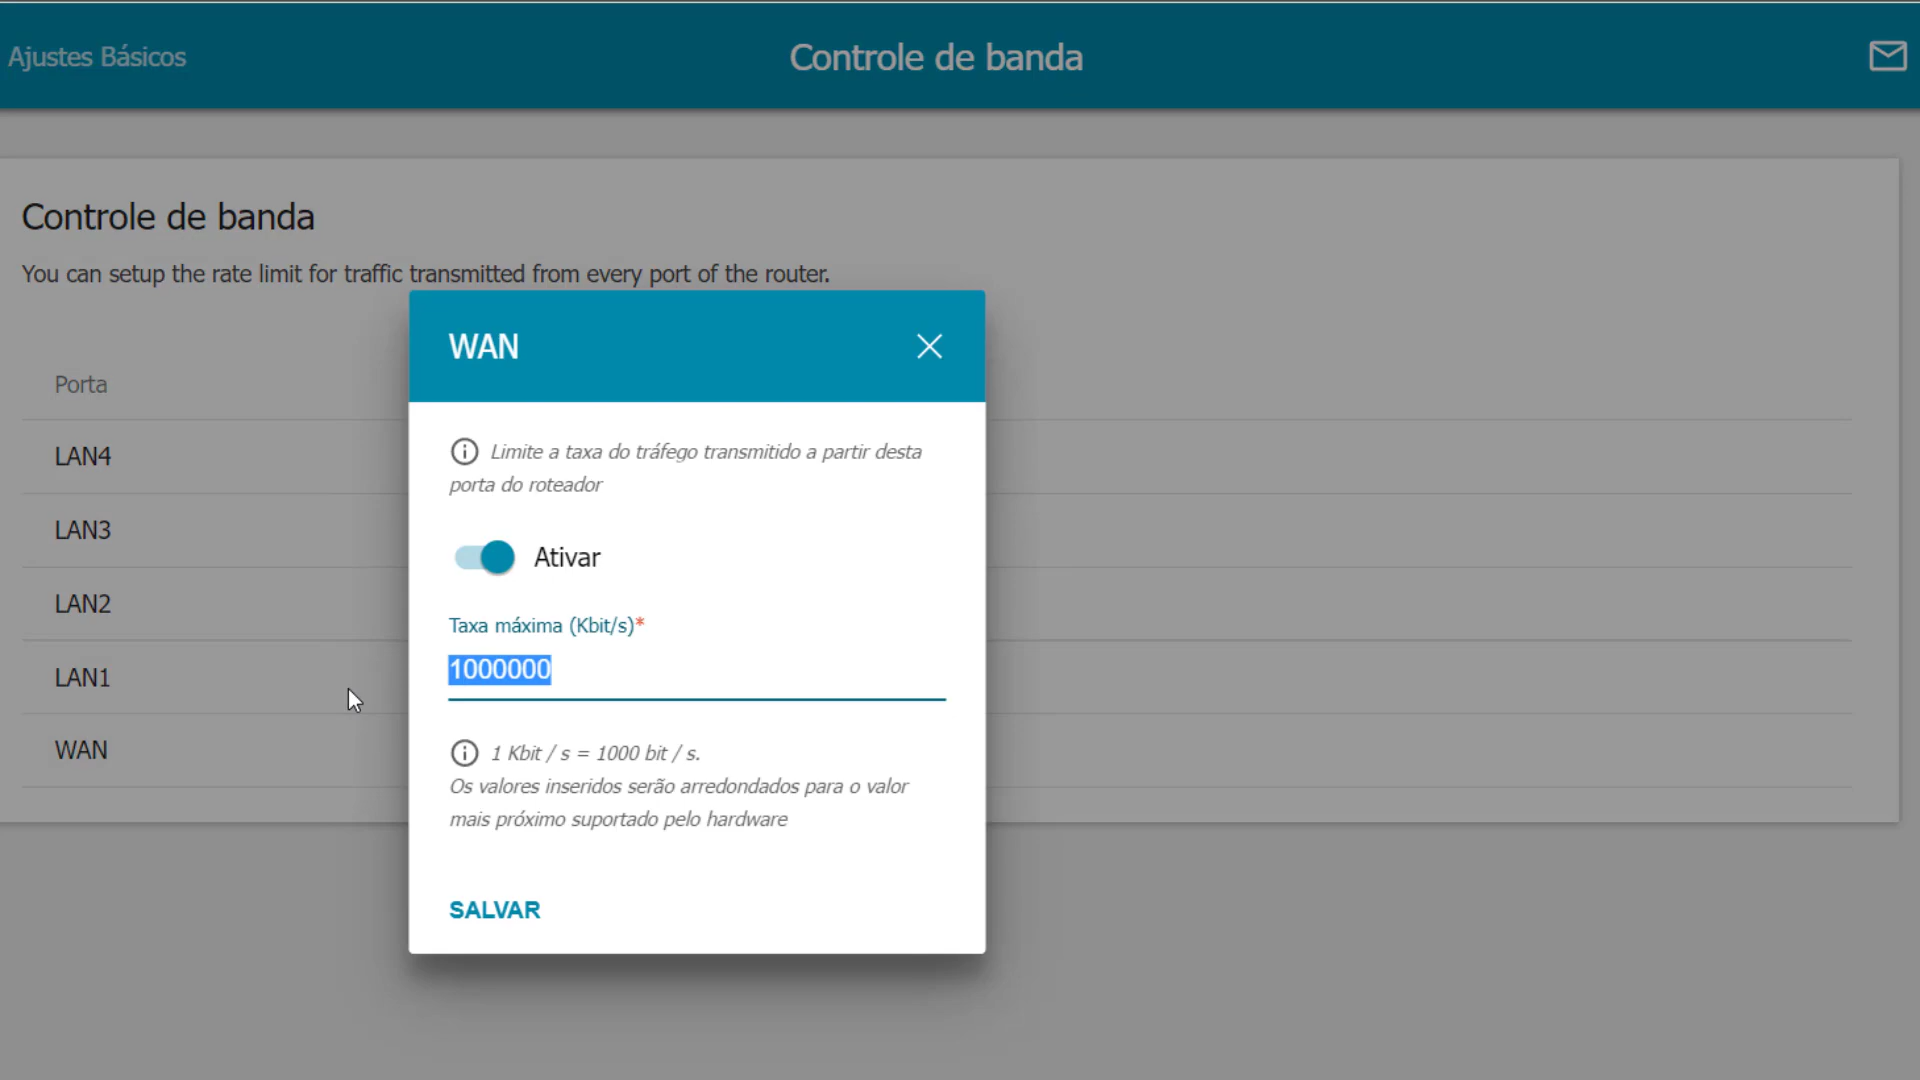 Ajustes Básicos
Controle de banda
Controle de banda
You can setup the rate limit for traffic transmitted from every port of the router.
Porta
LAN4
LAN3
LAN2
LAN1
WAN
WAN
Limite a taxa do tráfego transmitido a partir desta
porta do roteador
Ativar
Taxa máxima (Kbit/s)*
1000000
1 Kbit / s = 1000 bit / s.
Os valores inseridos serão arredondados para o valor
mais próximo suportado pelo hardware
SALVAR